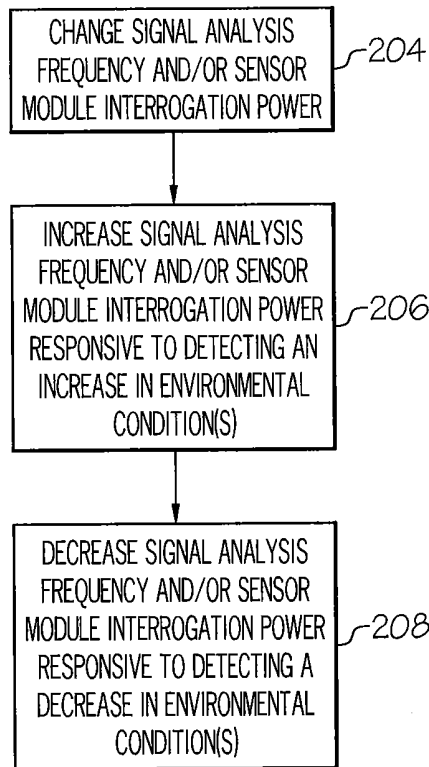 CHANGE SIGNAL ANALYSIS
FREQUENCY AND/OR SENSOR
MODULE INTERROGATION POWER
204
INCREASE SIGNAL ANALYSIS
FREQUENCY AND/OR SENSOR
MODULE INTERROGATION POWER
RESPONSIVE TO DETECTING AN
INCREASE IN ENVIRONMENTAL
CONDITION(S)
206
DECREASE SIGNAL ANALYSIS
FREQUENCY AND/OR SENSOR
MODULE INTERROGATION POWER
RESPONSIVE TO DETECTING A
DECREASE IN ENVIRONMENTAL
CONDITION(S)
208